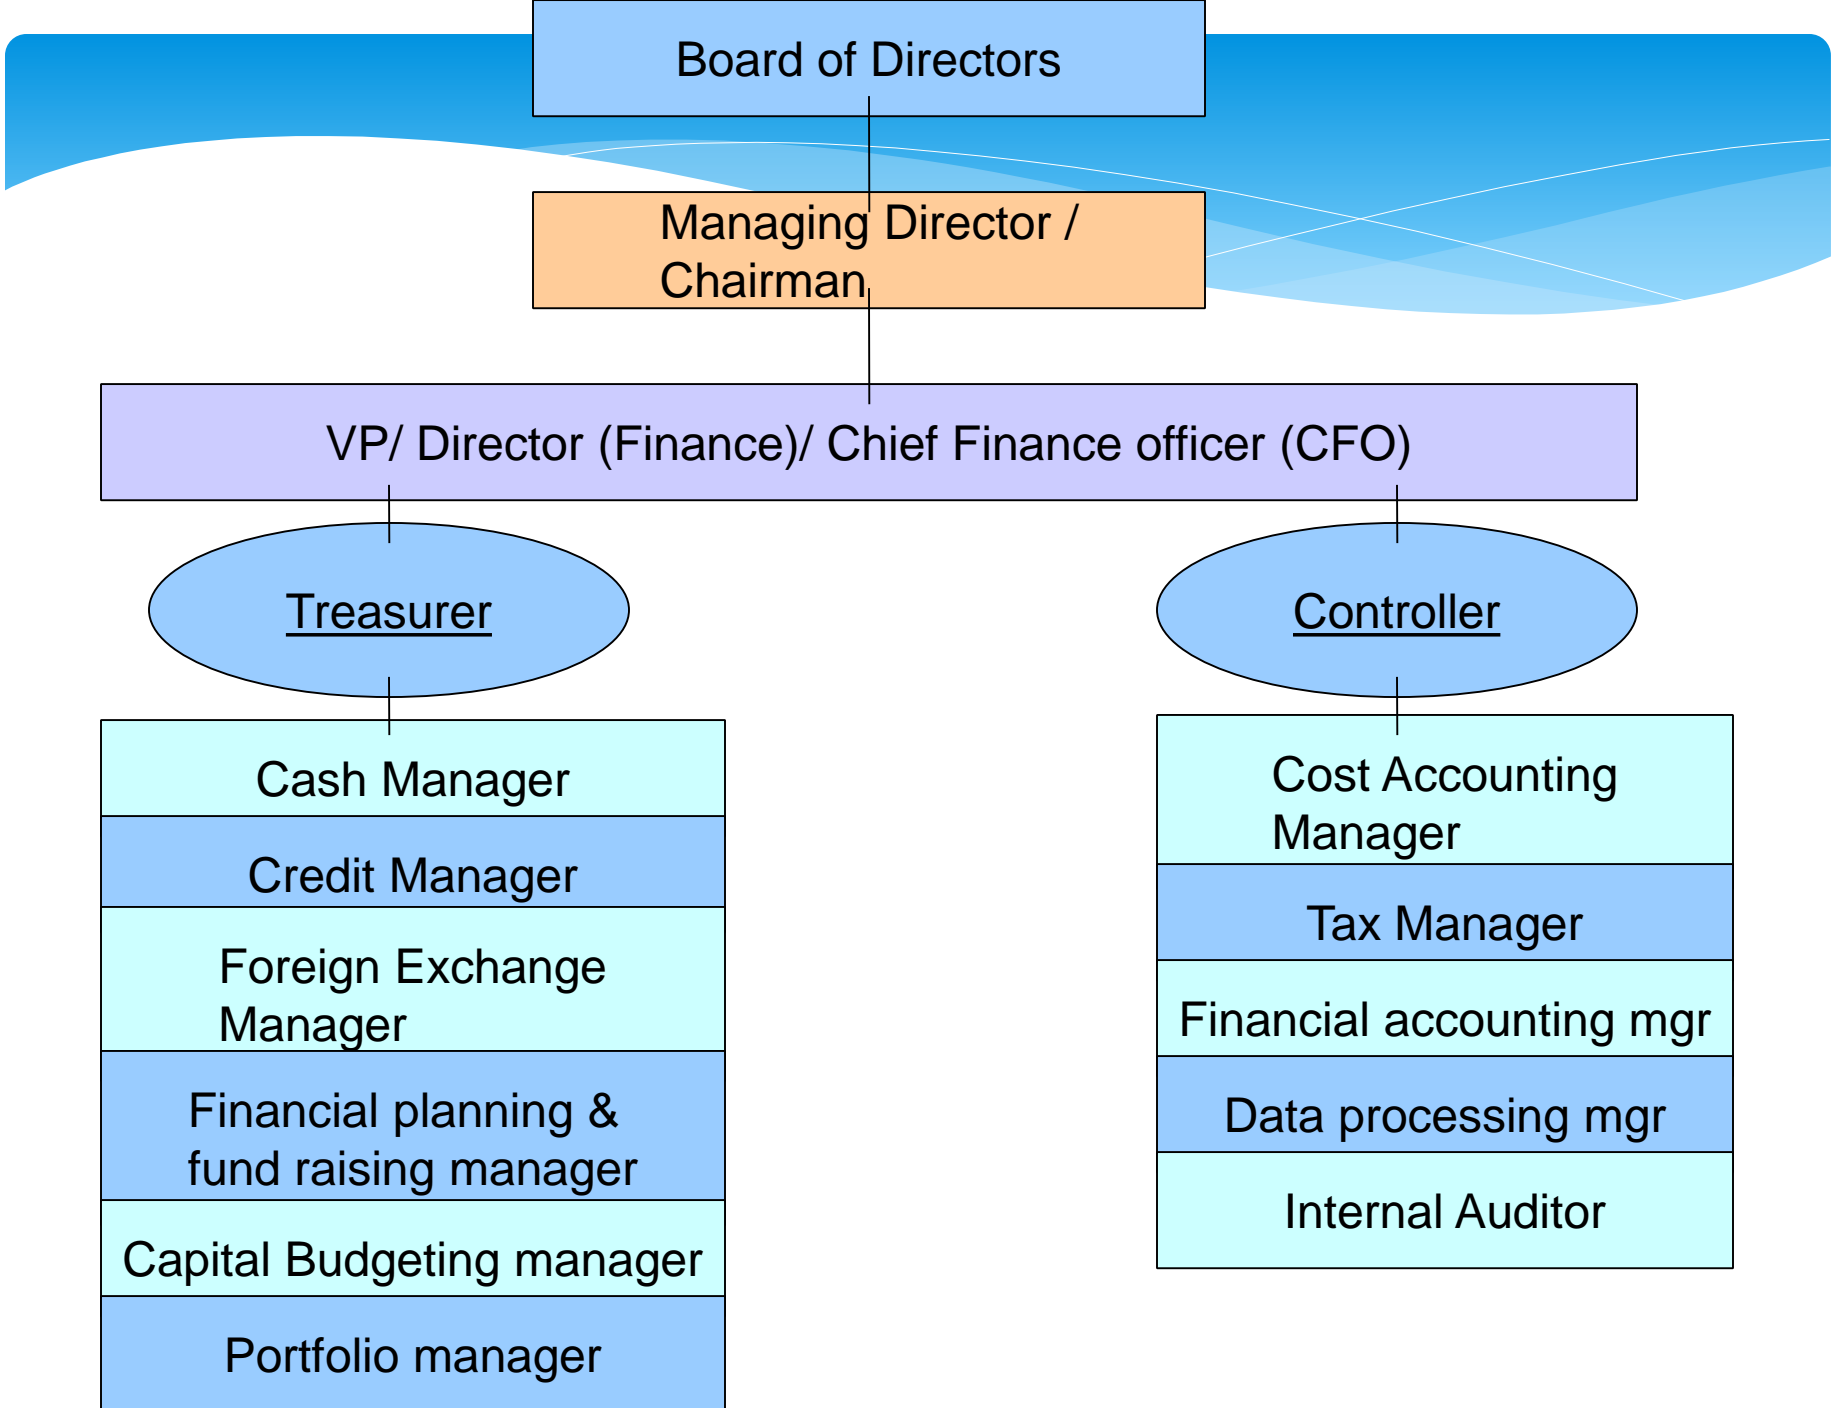 Board of Directors
Managing Director /
Chairman
VP/ Director (Finance)/ Chief Finance officer (CFO)
Treasurer
Cash Manager
Credit Manager
Foreign Exchange
Manager
Financial planning &
fund raising manager
Capital Budgeting manager
Portfolio manager
Controller
Cost Accounting
Manager
Tax Manager
Financial accounting mgr
Data processing mgr
Internal Auditor